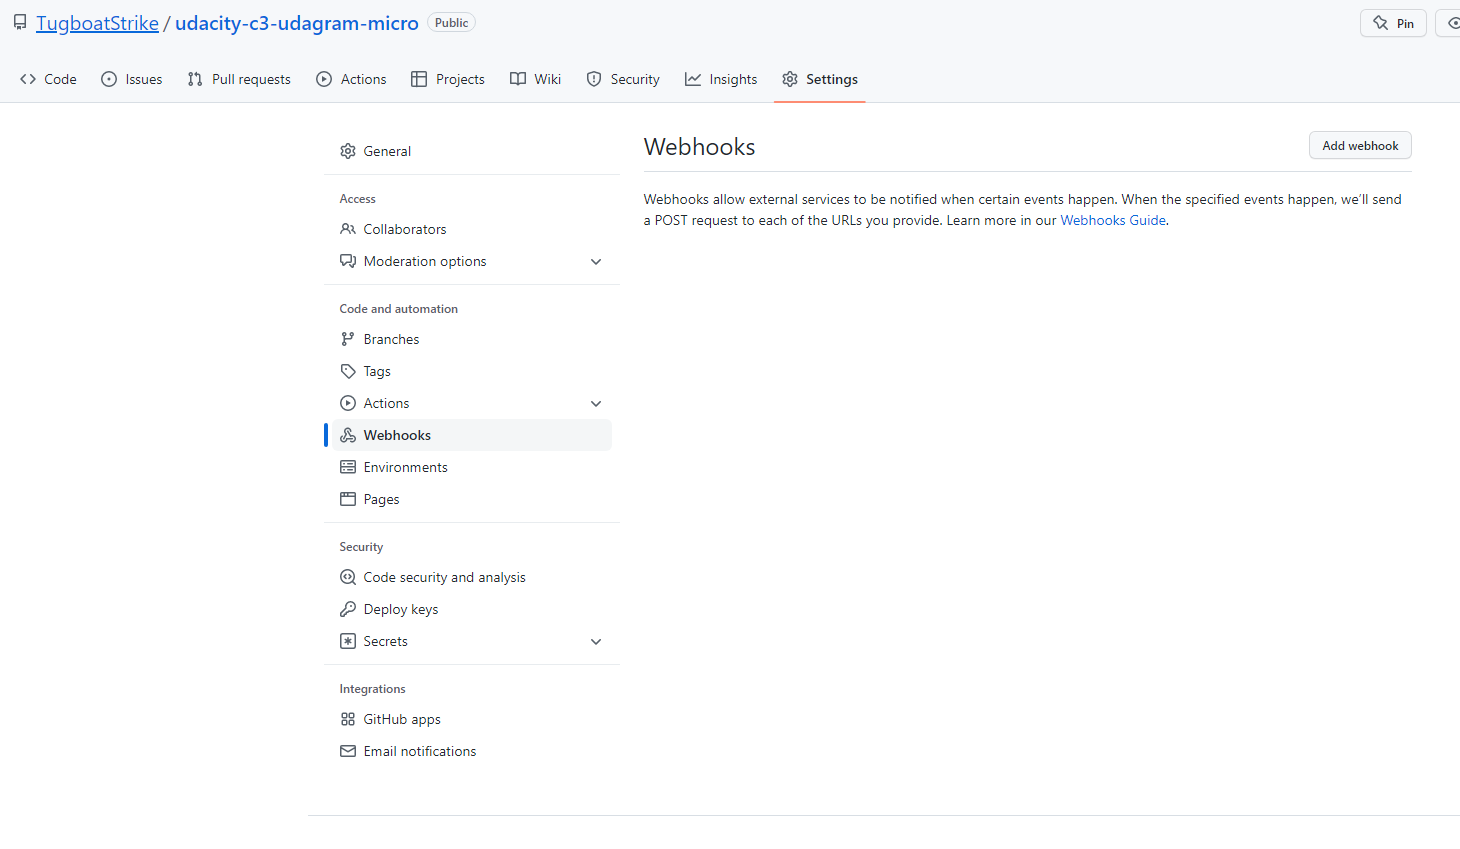 TugboatStrike / udacity-c3-udagram-micro Public
Pin
Code Issues Pull requests Actions Projects Wiki Security Insights Settings
General
Access
Collaborators
Moderation options
Code and automation
Branches
Tags
Actions
Webhooks
Environments
Pages
Security
Code security and analysis
Deploy keys
Secrets
Integrations
GitHub apps
Email notifications
Webhooks
Add webhook
Webhooks allow external services to be notified when certain events happen. When the specified events happen, we’ll send
a POST request to each of the URLs you provide. Learn more in our Webhooks Guide.